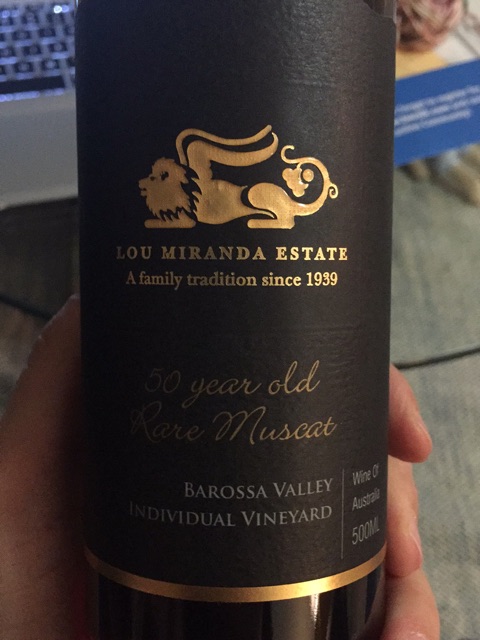 LOU MIRANDA ESTATE
A family tradition since 1939
50 year old
Rare Muscat
BAROSSA VALLEY
INDIVIDUAL VINEYARD
Wine Of
Australia
500ML